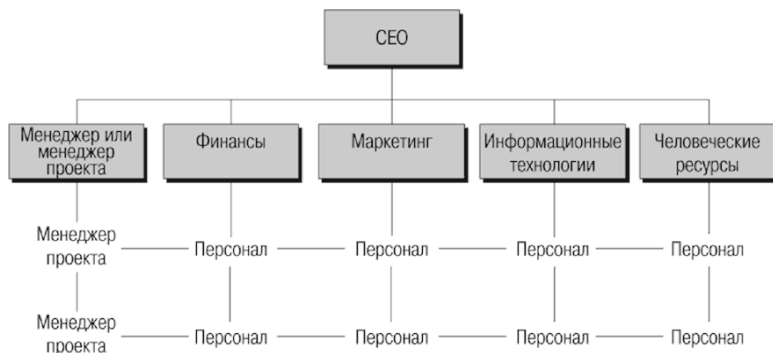 CEO
Менеджер или
менеджер
проекта
Финансы
Маркетинг
Информационные
технологии
Человеческие
ресурсы
Менеджер
проекта
Персонал
Персонал
Персонал
Персонал
Менеджер
проекта
Персонал
Персонал
Персонал
Персонал